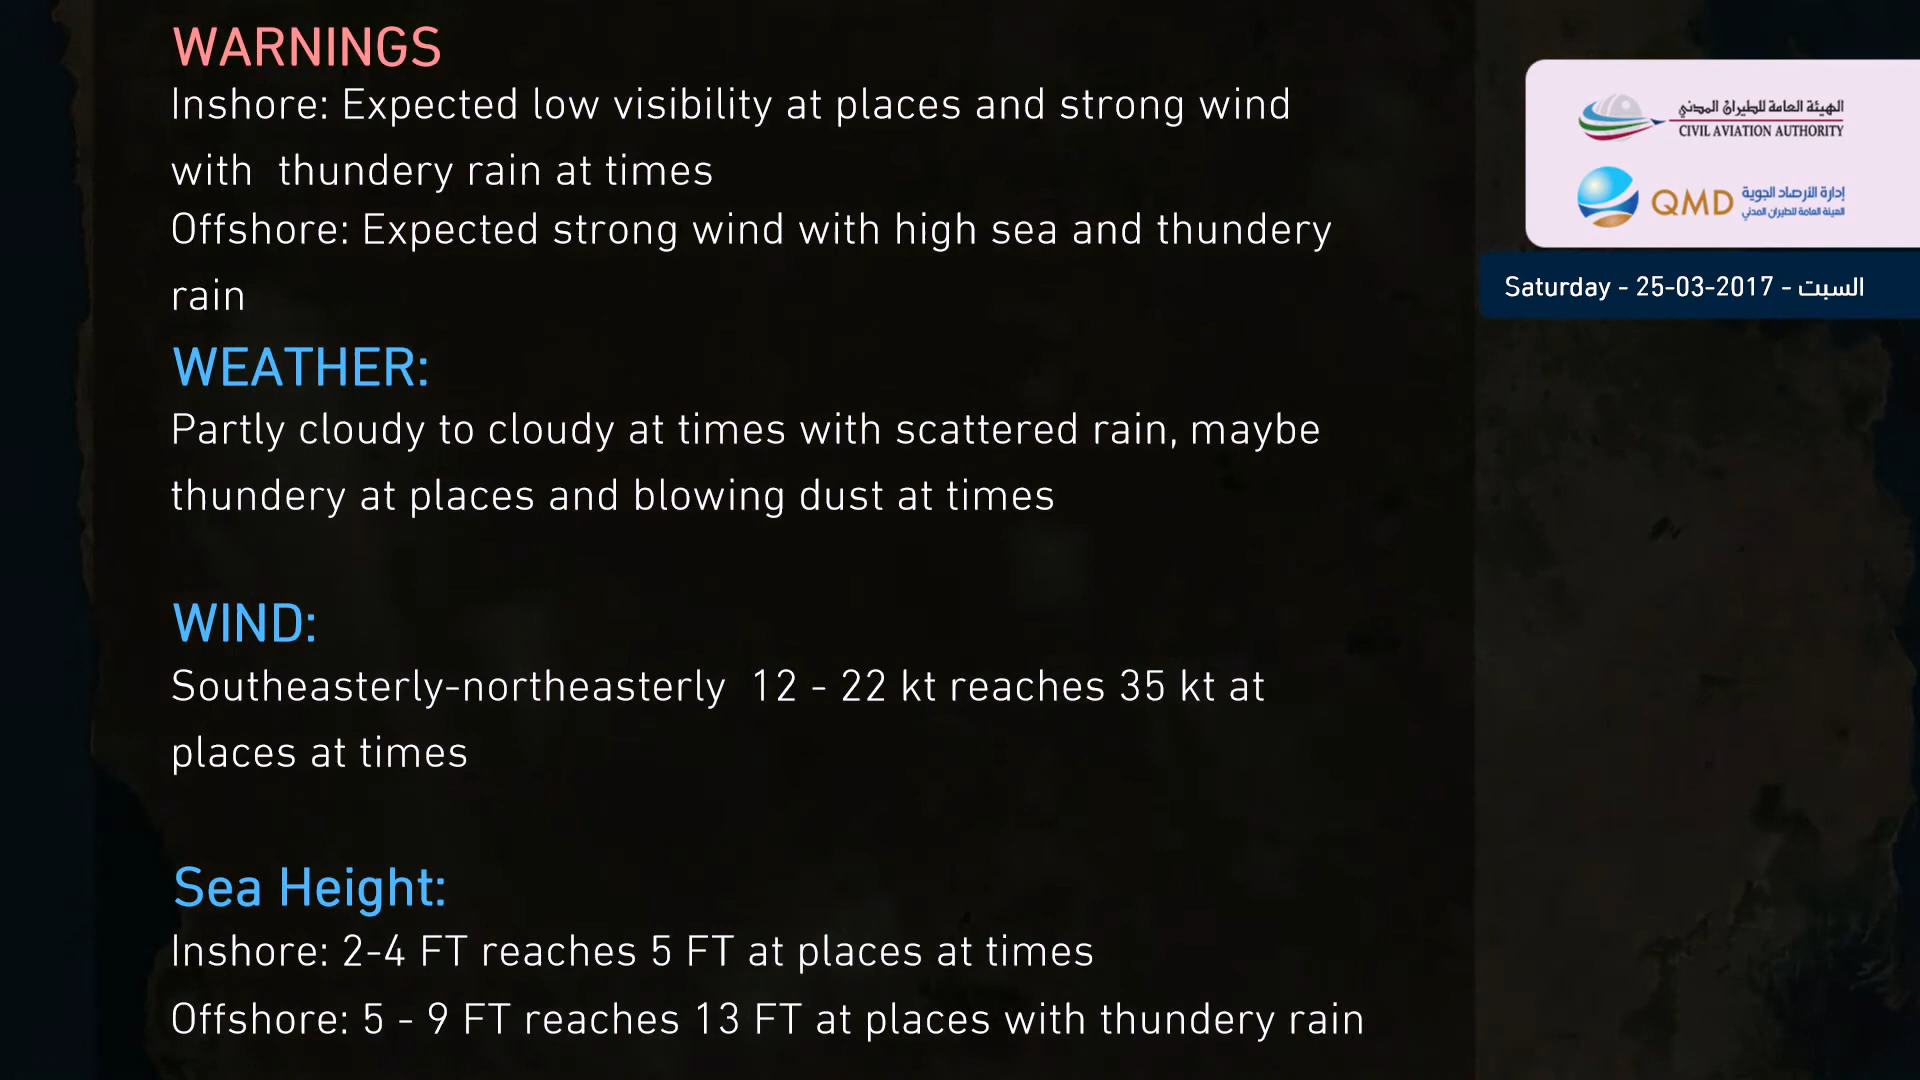 WARNINGS
Inshore: Expected low visibility at places and strong wind
with  thundery rain at times
Offshore: Expected strong wind with high sea and thundery
rain
WEATHER:
Partly cloudy to cloudy at times with scattered rain, maybe
thundery at places and blowing dust at times
WIND:
Southeasterly-northeasterly  12 - 22 kt reaches 35 kt at
places at times
Sea Height:
Inshore: 2-4 FT reaches 5 FT at places at times
Offshore: 5 - 9 FT reaches 13 FT at places with thundery rain
الهيئة العامة للطيران المدني
CIVIL AVIATION AUTHORITY
QMD
إدارة الأرصاد الجوية
الهيئة العامة للطيران المدني
Saturday - 25-03-2017 - السبت